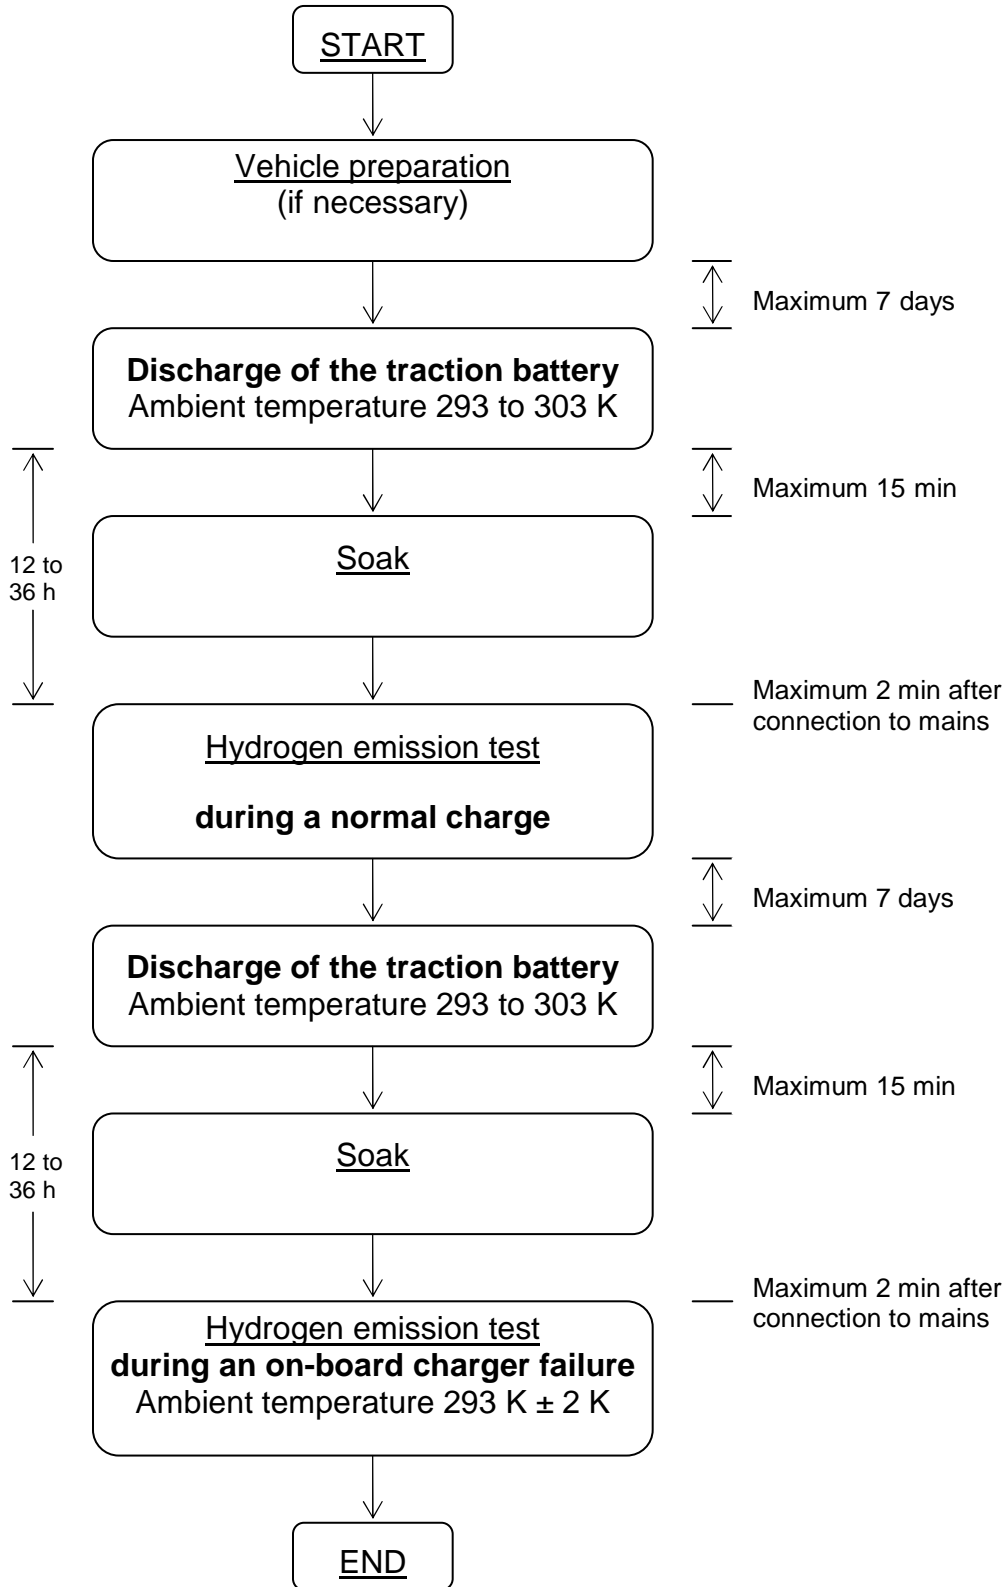 START
Vehicle preparation
(if necessary)
Maximum 7 days
Discharge of the traction battery
Ambient temperature 293 to 303 K
Maximum 15 min
12 to
36 h
Soak
Maximum 2 min after
connection to mains
Hydrogen emission test
during a normal charge
Maximum 7 days
Discharge of the traction battery
Ambient temperature 293 to 303 K
Maximum 15 min
12 to
36 h
Soak
Maximum 2 min after
connection to mains
Hydrogen emission test
during an on-board charger failure
Ambient temperature 293 K ± 2 K
END